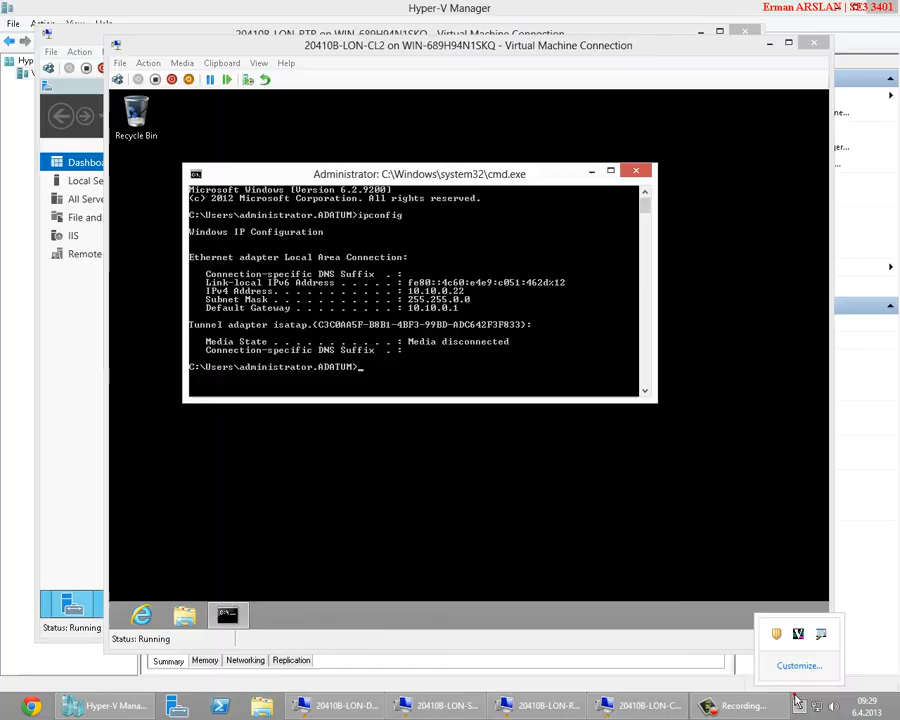 Hyper-V Manager
Erman ARSLAN | SE3 3401
File Action View Help
20410B-LON-RTR on WIN-689H94N1SKQ - Virtual Machine Connection
File Action
20410B-LON-CL2 on WIN-689H94N1SKQ - Virtual Machine Connection
File Action Media Clipboard View Help
Recycle Bin
Dashboa
Local Se
All Serve
File and
IIS
Remote
Administrator: C:\Windows\system32\cmd.exe
Microsoft Windows [Version 6.2.9200]
(c) 2012 Microsoft Corporation. All rights reserved.
C:\Users\administrator.ADATUM>ipconfig
Windows IP Configuration
Ethernet adapter Local Area Connection:
Connection-specific DNS Suffix . :
Link-local IPv6 Address . . . . . : fe80::4c60:e4e9:c051:462d%12
IPv4 Address. . . . . . . . . . . : 10.10.0.22
Subnet Mask . . . . . . . . . . . : 255.255.0.0
Default Gateway . . . . . . . . . : 10.10.0.1
Tunnel adapter isatap.{C3C0AA5F-B8B1-4BF3-99BD-ADC642F3F833}:
Media State . . . . . . . . . . . : Media disconnected
Connection-specific DNS Suffix . :
C:\Users\administrator.ADATUM>_
Status: Running
Status: Running
Summary Memory Networking Replication
Customize...
Hyper-V Mana...
20410B-LON-D...
20410B-LON-S...
20410B-LON-R...
20410B-LON-C...
Recording...
09:29
6.4.2013